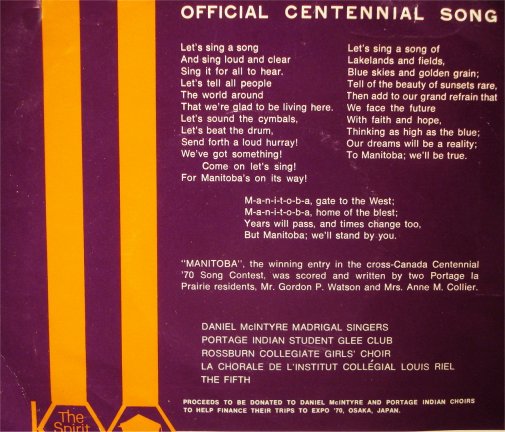 OFFICIAL CENTENNIAL SONG
Let's sing a song
And sing loud and clear
Sing it for all to hear.
Let's tell all people
The world around
That we're glad to be living here.
Let's sound the cymbals,
Let's beat the drum,
Send forth a loud hurray!
We've got something!
Come on let's sing!
For Manitoba's on its way!
Let's sing a song of
Lakelands and fields,
Blue skies and golden grain;
Tell of the beauty of sunsets rare,
Then add to our grand refrain that
We face the future
With faith and hope,
Thinking as high as the blue;
Our dreams will be a reality;
To Manitoba; we'll be true.
M-a-n-i-t-o-b-a, gate to the West;
M-a-n-i-t-o-b-a, home of the blest;
Years will pass, and times change too,
But Manitoba; we'll stand by you.
"MANITOBA", the winning entry in the cross-Canada Centennial
'70 Song Contest, was scored and written by two Portage la
Prairie residents, Mr. Gordon P. Watson and Mrs. Anne M. Collier.
DANIEL McINTYRE MADRIGAL SINGERS
PORTAGE INDIAN STUDENT GLEE CLUB
ROSSBURN COLLEGIATE GIRLS' CHOIR
LA CHORALE DE L'INSTITUT COLLÉGIAL LOUIS RIEL
THE FIFTH
PROCEEDS TO BE DONATED TO DANIEL McINTYRE AND PORTAGE INDIAN CHOIRS
TO HELP FINANCE THEIR TRIPS TO EXPO '70, OSAKA, JAPAN.
The
Spirit